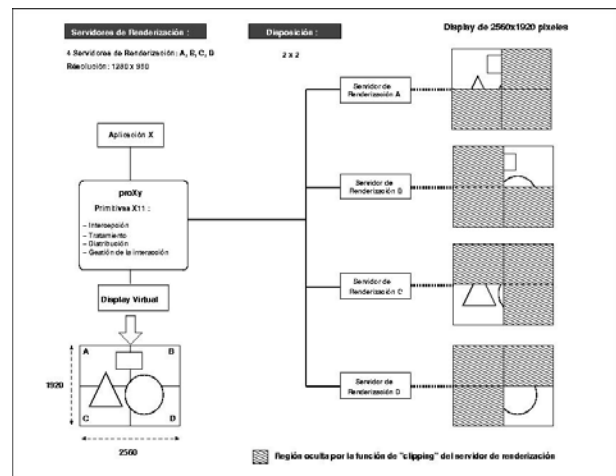 Servidores de Renderización :
Disposición :
Display de 2560x1920 pixeles
4 Servidores de Renderización: A, B, C, D
Résolución : 1280 x 960
2 x 2
Servidor de
Renderización A
Aplicación X
proXy
Primitivas X11 :
– Intercepción
– Tratamiento
– Distribución
– Gestión de la interacción
Servidor de
Renderización B
Display Virtual
Servidor de
Renderización C
A B
1920
C D
2560
Servidor de
Renderización D
Región oculta por la función de "clipping" del servidor de renderización